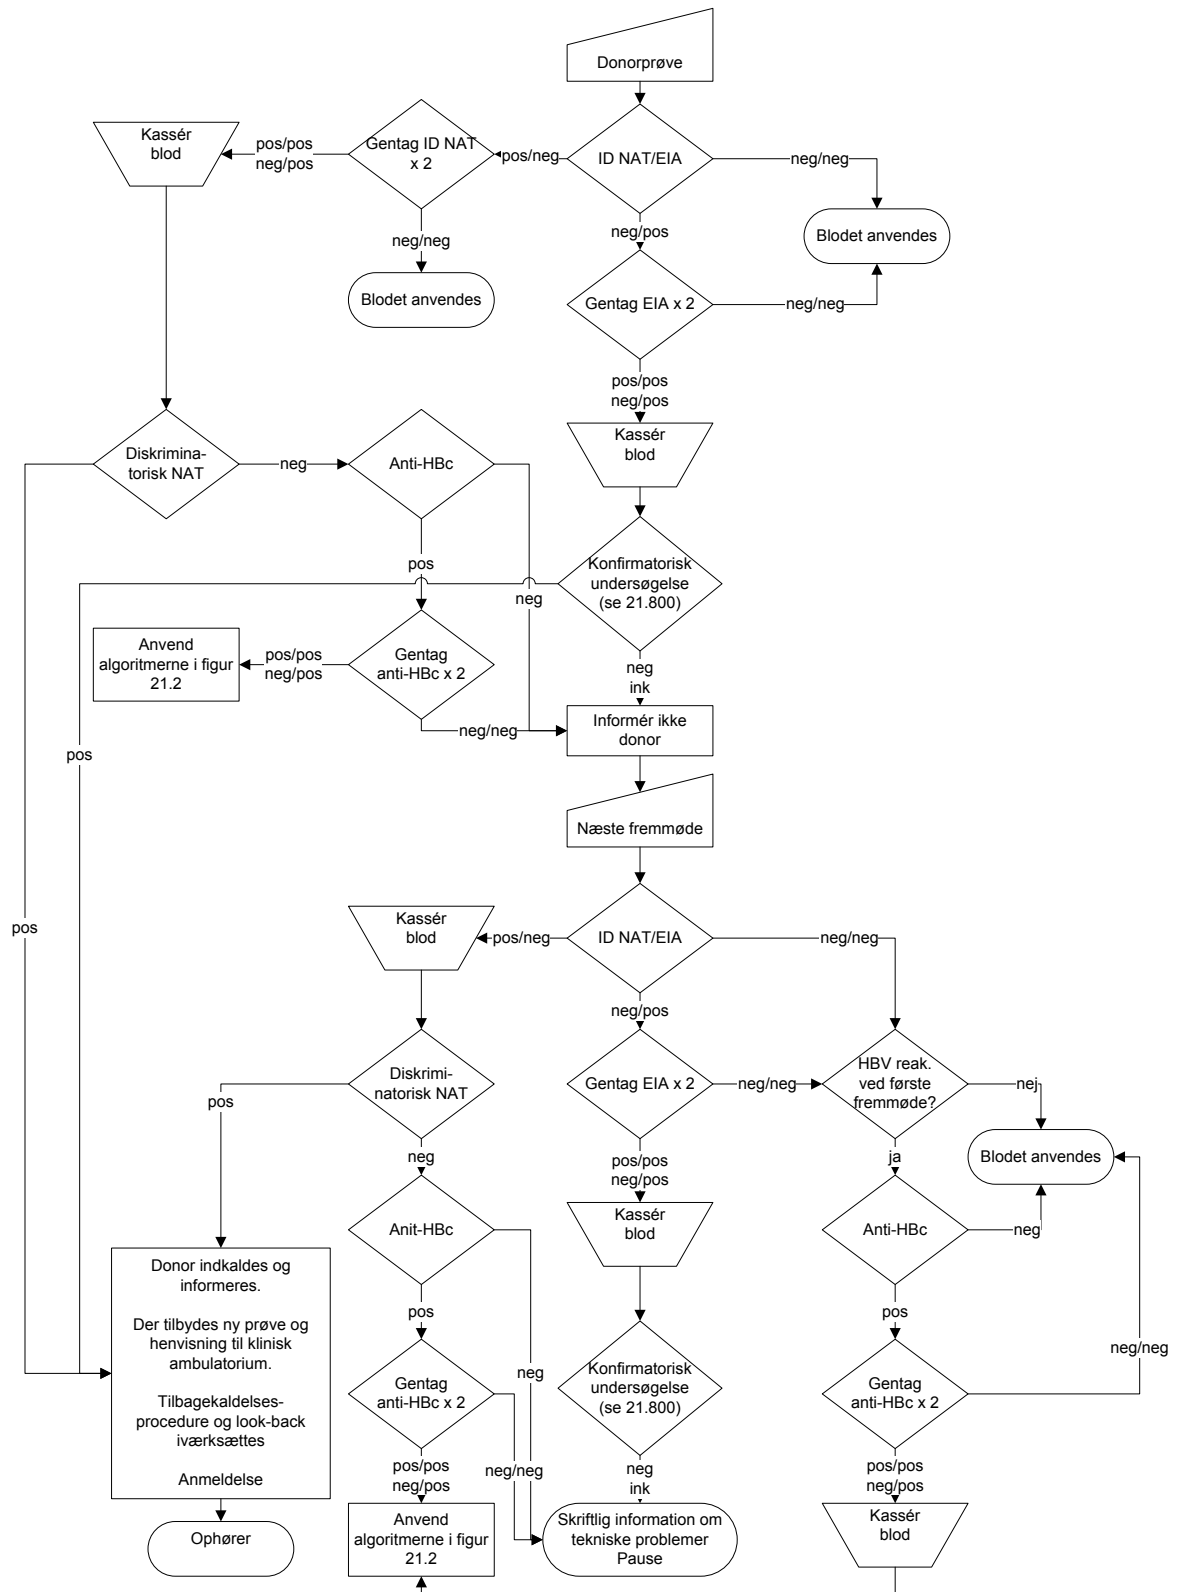 Donorprøve
Kassér
blod
pos/pos
neg/pos
Gentag ID NAT
x 2
pos/neg
ID NAT/EIA
neg/neg
neg/neg
neg/pos
Blodet anvendes
Blodet anvendes
Gentag EIA x 2
neg/neg
pos/pos
neg/pos
Kassér
blod
Diskrimina-
torisk NAT
neg
Anti-HBc
pos
neg
Konfirmatorisk
undersøgelse
(se 21.800)
Anvend
algoritmerne i figur
21.2
pos/pos
neg/pos
Gentag
anti-HBc x 2
neg
ink
neg/neg
Informér ikke
donor
pos
pos
Næste fremmøde
Kassér
blod
pos/neg
ID NAT/EIA
neg/neg
neg/pos
Diskrimi-
natorisk NAT
pos
Gentag EIA x 2
neg/neg
HBV reak.
ved første
fremmøde?
nej
neg
pos/pos
neg/pos
ja
Blodet anvendes
Anit-HBc
neg
Kassér
blod
Anti-HBc
neg
Donor indkaldes og
informeres.
Der tilbydes ny prøve og
henvisning til klinisk
ambulatorium.
Tilbagekaldelses-
procedure og look-back
iværksættes
Anmeldelse
pos
pos
neg/neg
Gentag
anti-HBc x 2
Konfirmatorisk
undersøgelse
(se 21.800)
Gentag
anti-HBc x 2
pos/pos
neg/pos
neg/neg
neg
ink
pos/pos
neg/pos
Ophører
Anvend
algoritmerne i figur
21.2
Skriftlig information om
tekniske problemer
Pause
Kassér
blod